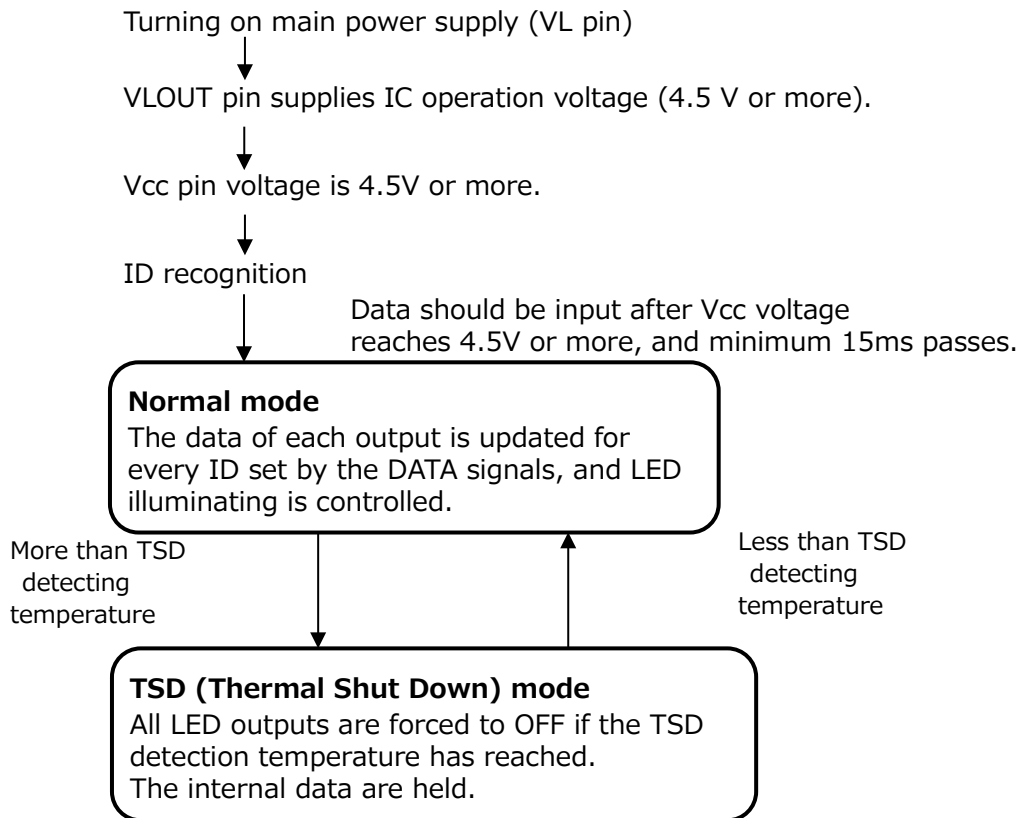 Turning on main power supply (VL pin)
VLOUT pin supplies IC operation voltage (4.5 V or more).
Vcc pin voltage is 4.5V or more.
ID recognition
Data should be input after Vcc voltage
reaches 4.5V or more, and minimum 15ms passes.
Normal mode
The data of each output is updated for
every ID set by the DATA signals, and LED
illuminating is controlled.
More than TSD
detecting
temperature
Less than TSD
detecting
temperature
TSD (Thermal Shut Down) mode
All LED outputs are forced to OFF if the TSD
detection temperature has reached.
The internal data are held.